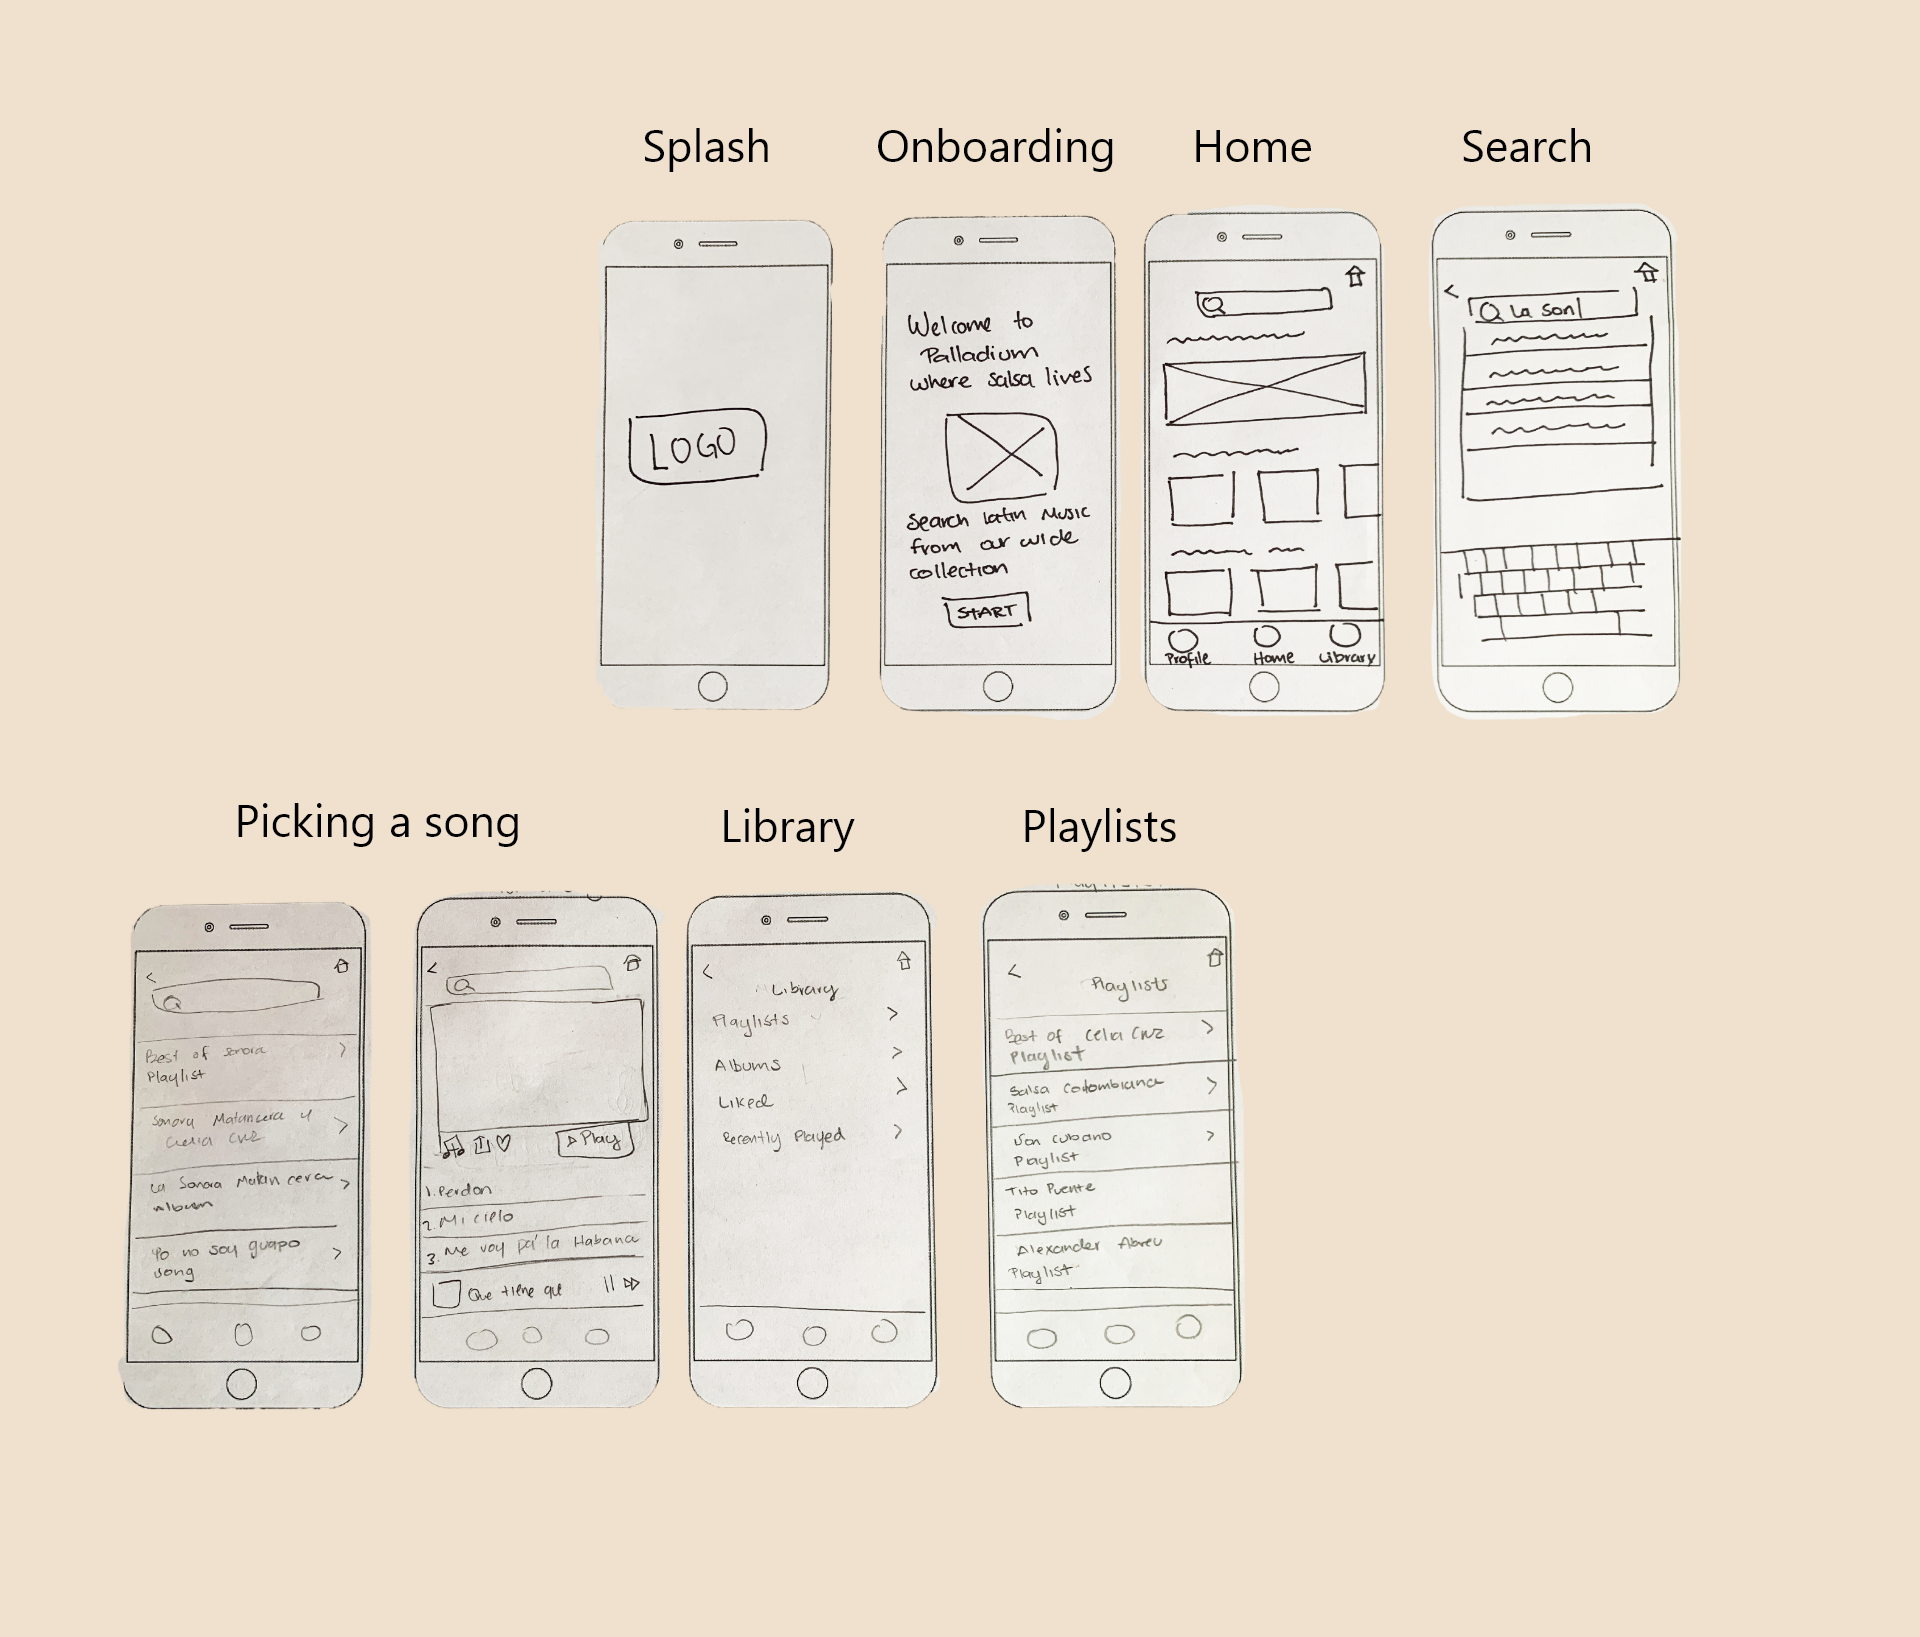 Splash
Onboarding
Home
Search
LOGO
Welcome to
Palladium
where salsa lives
Search latin Music
from our wide
collection
START
Profile
Home
Library
La son
Picking a song
Library
Playlists
Best of sonora
Playlist
Sonora Matancera y
Celia Cruz
La Sonora Matancera
album
Yo no soy guapo
song
Play
1. Perdon
2. Mi cielo
3. Me voy pa' la Habana
Que tiene que
Library
Playlists
Albums
Liked
Recently Played
Playlists
Best of Celia Cruz
Playlist
Salsa Colombiana
Playlist
Son cubano
Playlist
Tito Puente
Playlist
Alexander Abreu
Playlist